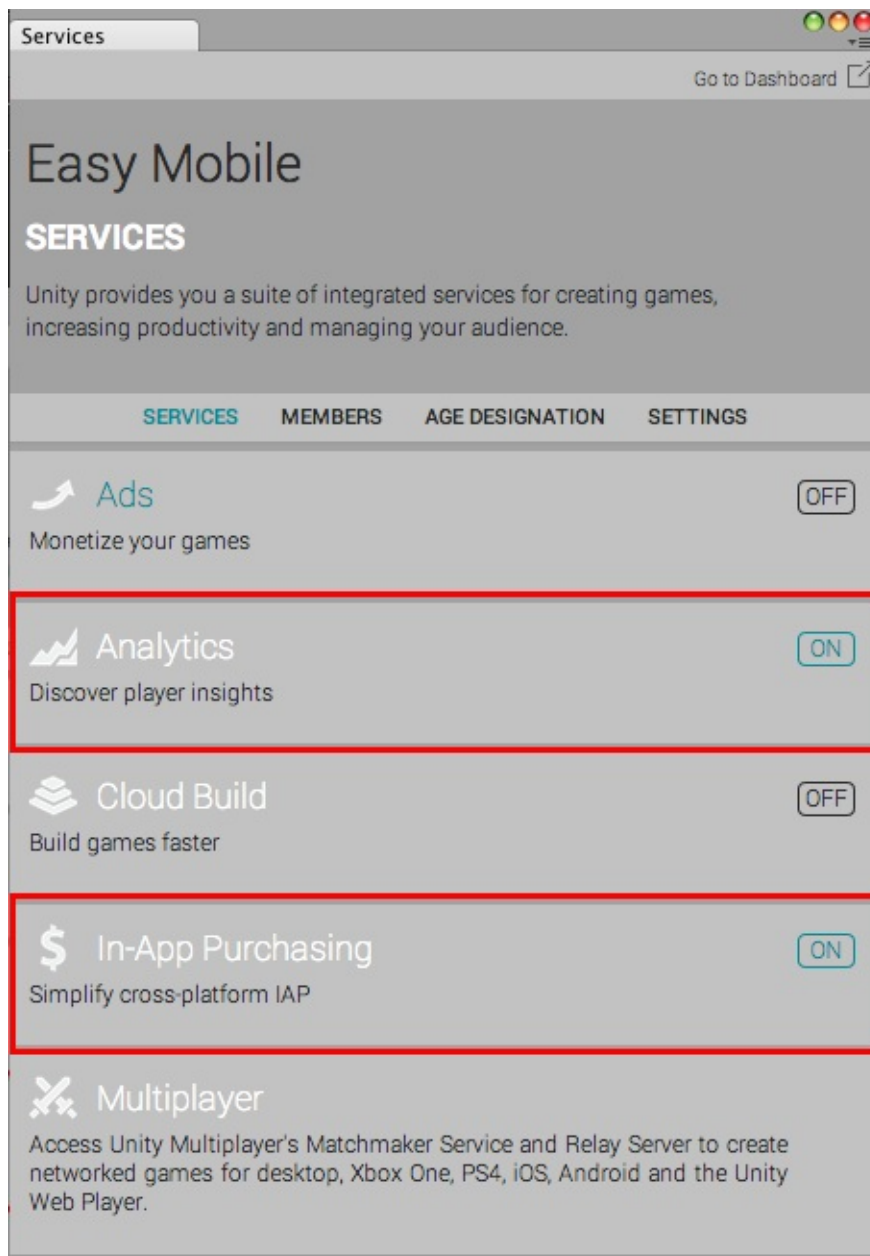 Services
Go to Dashboard
Easy Mobile
SERVICES
Unity provides you a suite of integrated services for creating games,
increasing productivity and managing your audience.
SERVICES MEMBERS AGE DESIGNATION SETTINGS
Ads OFF
Monetize your games
Analytics ON
Discover player insights
Cloud Build OFF
Build games faster
$ In-App Purchasing ON
Simplify cross-platform IAP
Multiplayer
Access Unity Multiplayer's Matchmaker Service and Relay Server to create
networked games for desktop, Xbox One, PS4, iOS, Android and the Unity
Web Player.